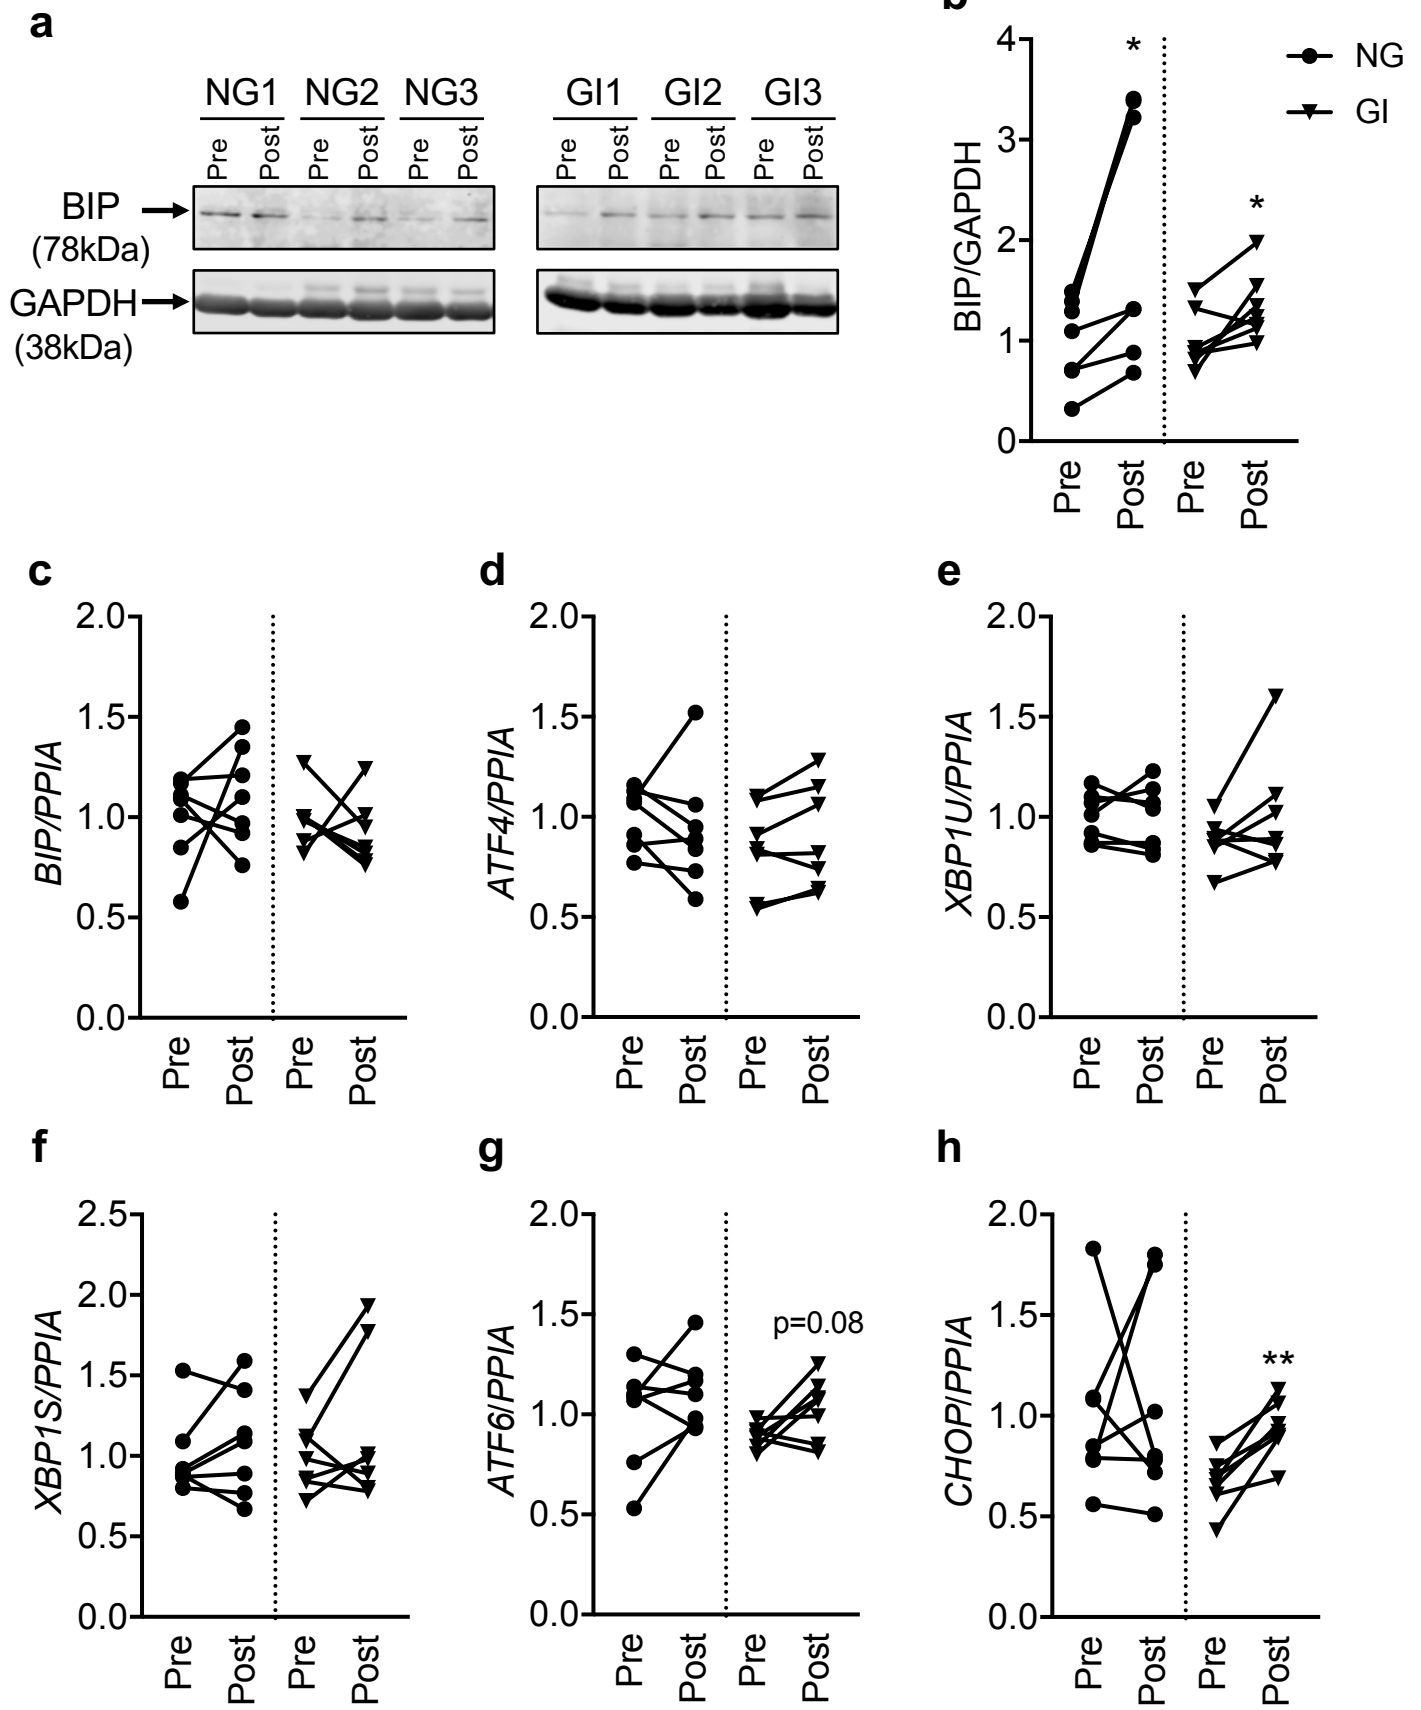 a
NG1 NG2 NG3 GI1 GI2 GI3
Pre Post Pre Post Pre Post Pre Post Pre Post Pre Post
BIP
(78kDa)
GAPDH
(38kDa)
b
BIP/GAPDH
4
3
2
1
0
*
*
Pre Post Pre Post
NG
GI
c
BIP/PPIA
2.0
1.5
1.0
0.5
0.0
Pre Post Pre Post
d
ATF4/PPIA
2.0
1.5
1.0
0.5
0.0
Pre Post Pre Post
e
XBP1U/PPIA
2.0
1.5
1.0
0.5
0.0
Pre Post Pre Post
f
XBP1S/PPIA
2.5
2.0
1.5
1.0
0.5
0.0
Pre Post Pre Post
g
ATF6/PPIA
2.0
1.5
1.0
0.5
0.0
p=0.08
Pre Post Pre Post
h
CHOP/PPIA
2.0
1.5
1.0
0.5
0.0
**
Pre Post Pre Post